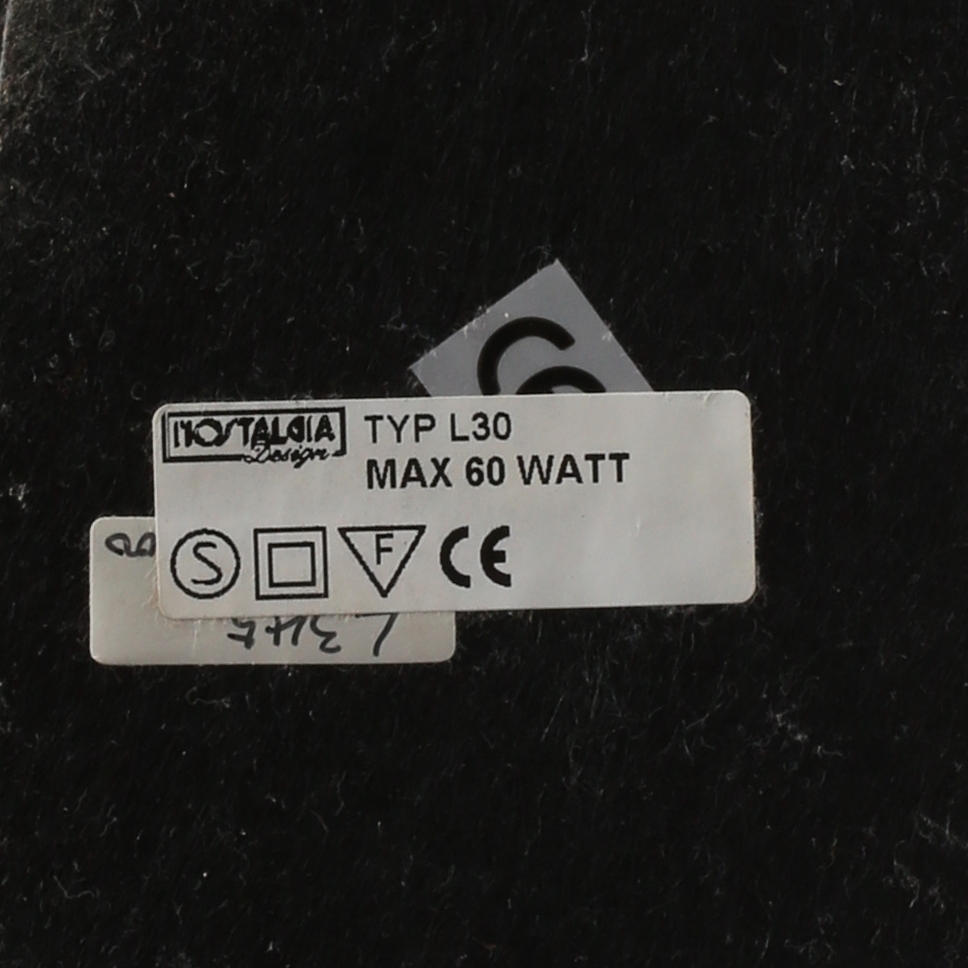 NOSTALGIA TYP L30
Design MAX 60 WATT
S F CE